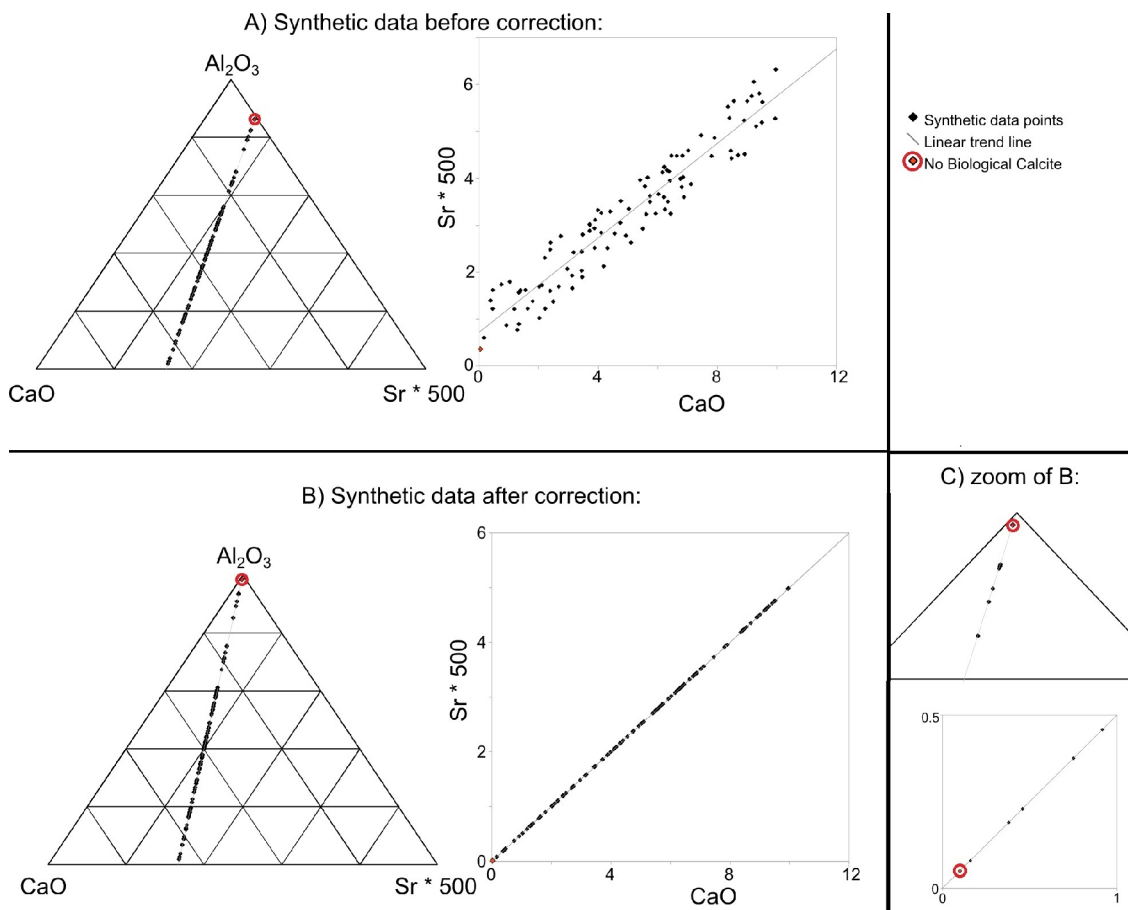 A) Synthetic data before correction:
Al₂O₃
CaO
Sr * 500
Sr * 500
6
4
2
0
0
4
8
12
CaO
Synthetic data points
Linear trend line
No Biological Calcite
B) Synthetic data after correction:
Al₂O₃
CaO
Sr * 500
Sr * 500
6
4
2
0
0
4
8
12
CaO
C) zoom of B:
0.5
0
0
1